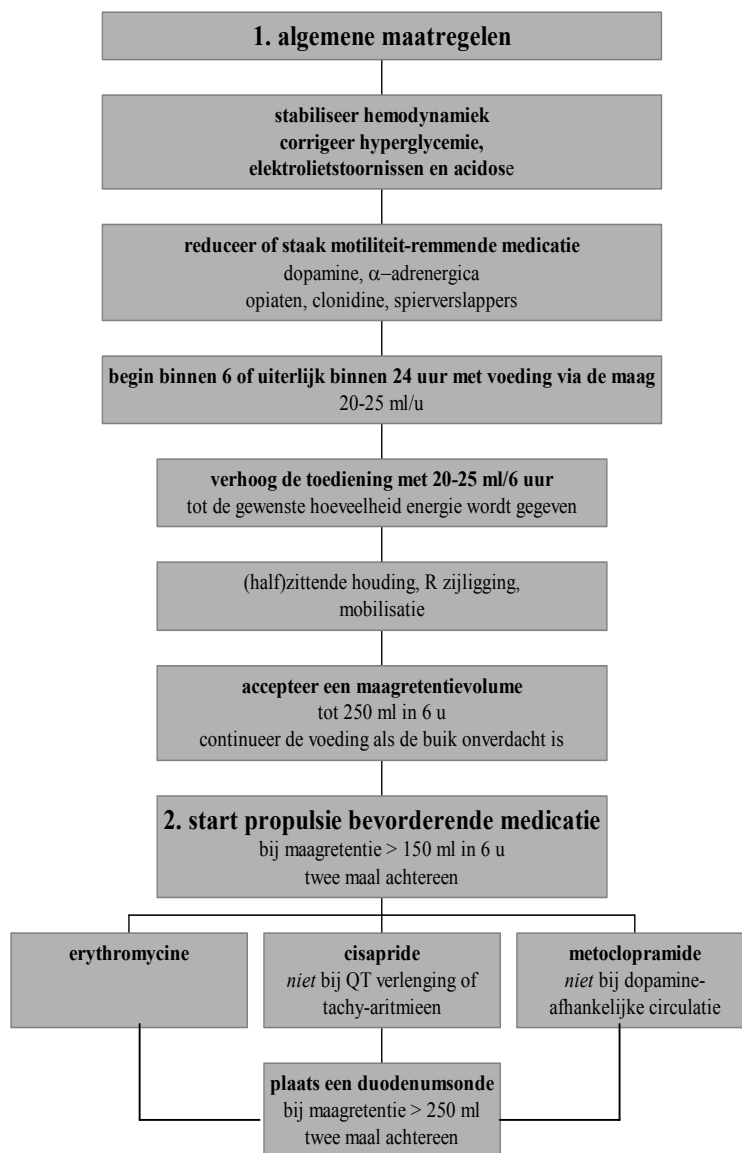 1. algemene maatregelen
stabiliseer hemodynamiek
corrigeer hyperglycemie,
elektrolietstoornissen en acidose
reduceer of staak motiliteit-remmende medicatie
dopamine, α–adrenergica
opiaten, clonidine, spierverslappers
begin binnen 6 of uiterlijk binnen 24 uur met voeding via de maag
20-25 ml/u
verhoog de toediening met 20-25 ml/6 uur
tot de gewenste hoeveelheid energie wordt gegeven
(half)zittende houding, R zijligging,
mobilisatie
accepteer een maagretentievolume
tot 250 ml in 6 u
continueer de voeding als de buik onverdacht is
2. start propulsie bevorderende medicatie
bij maagretentie > 150 ml in 6 u
twee maal achtereen
erythromycine
cisapride
niet bij QT verlenging of
tachy-aritmieen
metoclopramide
niet bij dopamine-
afhankelijke circulatie
plaats een duodenumsonde
bij maagretentie > 250 ml
twee maal achtereen